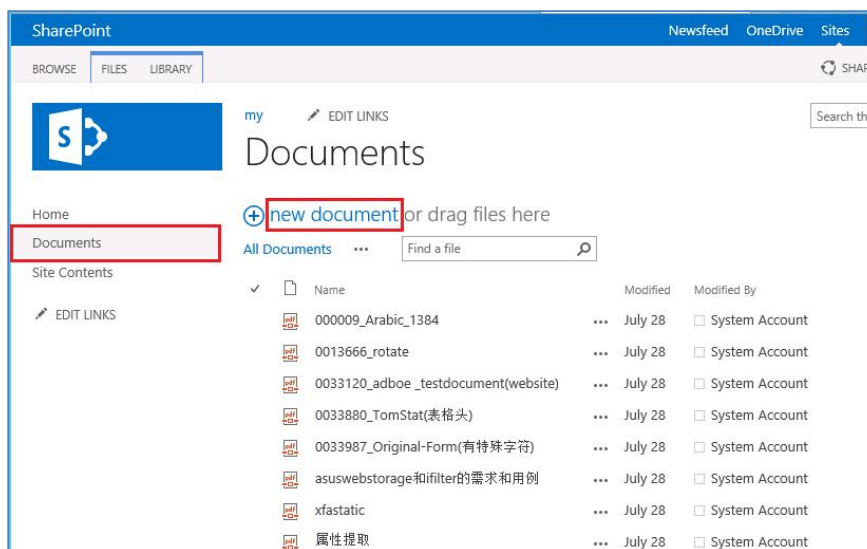 SharePoint
Newsfeed OneDrive Sites
BROWSE FILES LIBRARY
SHAR
S
my EDIT LINKS
Search th
Documents
Home
new document or drag files here
Documents
All Documents ... Find a file
Site Contents
Name Modified Modified By
EDIT LINKS
000009_Arabic_1384 ... July 28 System Account
0013666_rotate ... July 28 System Account
0033120_adboe _testdocument(website) ... July 28 System Account
0033880_TomStat(表格头) ... July 28 System Account
0033987_Original-Form(有特殊字符) ... July 28 System Account
asuswebstorage和ifilter的需求和用例 ... July 28 System Account
xfastatic ... July 28 System Account
属性提取 ... July 28 System Account